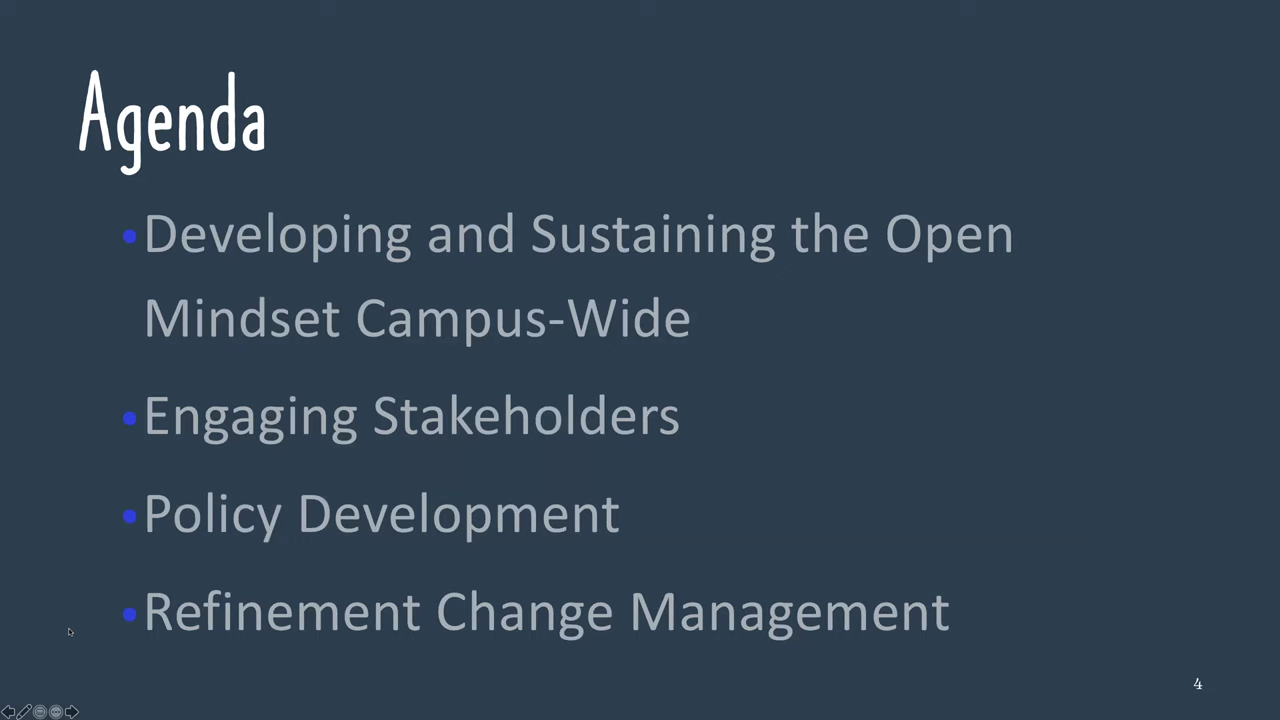 Agenda
•Developing and Sustaining the Open
Mindset Campus-Wide
•Engaging Stakeholders
•Policy Development
•Refinement Change Management
4